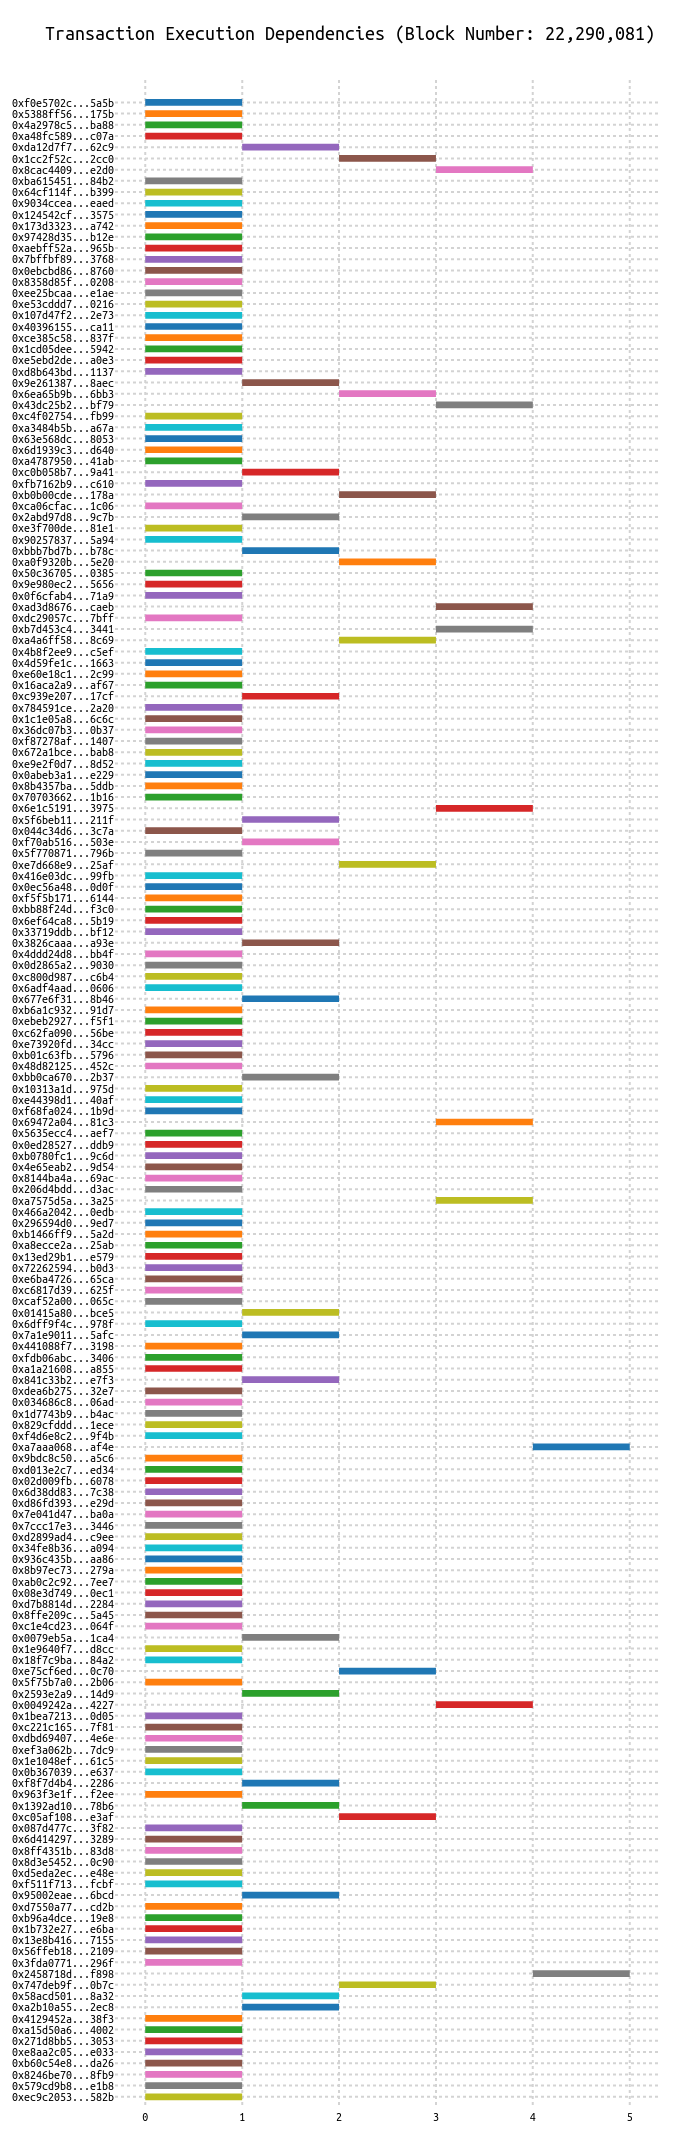 Transaction Execution Dependencies (Block Number: 22,290,081)
0xf0e5702c...5a5b
0x5388ff56...175b
0x4a2978c5...ba88
0xa48fc589...c07a
0xda12d7f7...62c9
0x1cc2f52c...2cc0
0x8cac4409...e2d0
0xba615451...84b2
0x64cf114f...b399
0x9034ccea...eaed
0x124542cf...3575
0x173d3323...a742
0x97428d35...b12e
0xaebff52a...965b
0x7bffbf89...3768
0x0ebcbd86...8760
0x8358d85f...0208
0xee25bcaa...e1ae
0xe53cddd7...0216
0x107d47f2...2e73
0x40396155...ca11
0xce385c58...837f
0x1cd05dee...5942
0xe5ebd2de...a0e3
0xd8b643bd...1137
0x9e261387...8aec
0x6ea65b9b...6bb3
0x43dc25b2...bf79
0xc4f02754...fb99
0xa3484b5b...a67a
0x63e568dc...8053
0x6d1939c3...d640
0xa4787950...41ab
0xc0b058b7...9a41
0xfb7162b9...c610
0xb0b00cde...178a
0xca06cfac...1c06
0x2abd97d8...9c7b
0xe3f700de...81e1
0x90257837...5a94
0xbbb7bd7b...b78c
0xa0f9320b...5e20
0x50c36705...0385
0x9e980ec2...5656
0x0f6cfab4...71a9
0xad3d8676...caeb
0xdc29057c...7bff
0xb7d453c4...3441
0xa4a6ff58...8c69
0x4b8f2ee9...c5ef
0x4d59fe1c...1663
0xe60e18c1...2c99
0x16aca2a9...af67
0xc939e207...17cf
0x784591ce...2a20
0x1c1e05a8...6c6c
0x36dc07b3...0b37
0xf87278af...1407
0x672a1bce...bab8
0xe9e2f0d7...8d52
0x0abeb3a1...e229
0x8b4357ba...5ddb
0x70703662...1b16
0x6e1c5191...3975
0x5f6beb11...211f
0x044c34d6...3c7a
0xf70ab516...503e
0x5f770871...796b
0xe7d668e9...25af
0x416e03dc...99fb
0x0ec56a48...0d0f
0xf5f5b171...6144
0xbb88f24d...f3c0
0x6ef64ca8...5b19
0x33719ddb...bf12
0x3826caaa...a93e
0x4ddd24d8...bb4f
0x0d2865a2...9030
0xc800d987...c6b4
0x6adf4aad...0606
0x677e6f31...8b46
0xb6a1c932...91d7
0xebeb2927...f5f1
0xc62fa090...56be
0xe73920fd...34cc
0xb01c63fb...5796
0x48d82125...452c
0xbb0ca670...2b37
0x10313a1d...975d
0xe44398d1...40af
0xf68fa024...1b9d
0x69472a04...81c3
0x5635ecc4...aef7
0x0ed28527...ddb9
0xb0780fc1...9c6d
0x4e65eab2...9d54
0x8144ba4a...69ac
0x206d4bdd...d3ac
0xa7575d5a...3a25
0x466a2042...0edb
0x296594d0...9ed7
0xb1466ff9...5a2d
0xa8ecce2a...25ab
0x13ed29b1...e579
0x72262594...b0d3
0xe6ba4726...65ca
0xc6817d39...625f
0xcaf52a00...065c
0x01415a80...bce5
0x6dff9f4c...978f
0x7a1e9011...5afc
0x441088f7...3198
0xfdb06abc...3406
0xa1a21608...a855
0x841c33b2...e7f3
0xdea6b275...32e7
0x034686c8...06ad
0x1d7743b9...b4ac
0x829cfddd...1ece
0xf4d6e8c2...9f4b
0xa7aaa068...af4e
0x9bdc8c50...a5c6
0xd013e2c7...ed34
0x02d009fb...6078
0x6d38dd83...7c38
0xd86fd393...e29d
0x7e041d47...ba0a
0x7ccc17e3...3446
0xd2899ad4...c9ee
0x34fe8b36...a094
0x936c435b...aa86
0x8b97ec73...279a
0xab0c2c92...7ee7
0x08e3d749...0ec1
0xd7b8814d...2284
0x8ffe209c...5a45
0xc1e4cd23...064f
0x0079eb5a...1ca4
0x1e9640f7...d8cc
0x18f7c9ba...84a2
0xe75cf6ed...0c70
0x5f75b7a0...2b06
0x2593e2a9...14d9
0x0049242a...4227
0x1bea7213...0d05
0xc221c165...7f81
0xdbd69407...4e6e
0xef3a062b...7dc9
0x1e1048ef...61c5
0x0b367039...e637
0xf8f7d4b4...2286
0x963f3e1f...f2ee
0x1392ad10...78b6
0xc05af108...e3af
0x087d477c...3f82
0x6d414297...3289
0x8ff4351b...83d8
0x8d3e5452...0c90
0xd5eda2ec...e48e
0xf511f713...fcbf
0x95002eae...6bcd
0xd7550a77...cd2b
0xb96a4dce...19e8
0x1b732e27...e6ba
0x13e8b416...7155
0x56ffeb18...2109
0x3fda0771...296f
0x2458718d...f898
0x747deb9f...0b7c
0x58acd501...8a32
0xa2b10a55...2ec8
0x4129452a...38f3
0xa15d50a6...4002
0x271d8bb5...3053
0xe8aa2c05...e033
0xb60c54e8...da26
0x8246be70...8fb9
0x579cd9b8...e1b8
0xec9c2053...582b
0 1 2 3 4 5